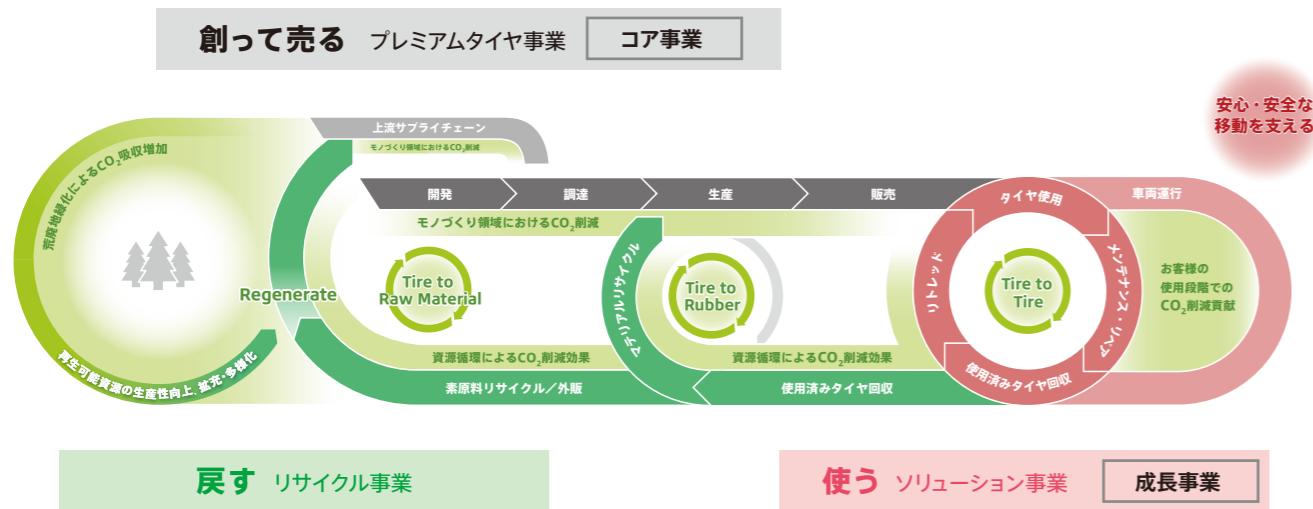 創って売る プレミアムタイヤ事業 コア事業
安心・安全な
移動を支える
上流サプライチェーン
モノづくり領域におけるCO2削減
荒廃地緑化によるCO2吸収増加
開発 調達 生産 販売
タイヤ使用
車両運行
モノづくり領域におけるCO2削減
マテリアルリサイクル
リトレッド
メンテナンス・リペア
Regenerate
Tire to
Raw Material
Tire to
Rubber
Tire to
Tire
お客様の
使用段階での
CO2削減貢献
再生可能資源の生産性向上、拡充・多様化
資源循環によるCO2削減効果
資源循環によるCO2削減効果
使用済みタイヤ回収
素原料リサイクル／外販
使用済みタイヤ回収
戻す リサイクル事業
使う ソリューション事業 成長事業